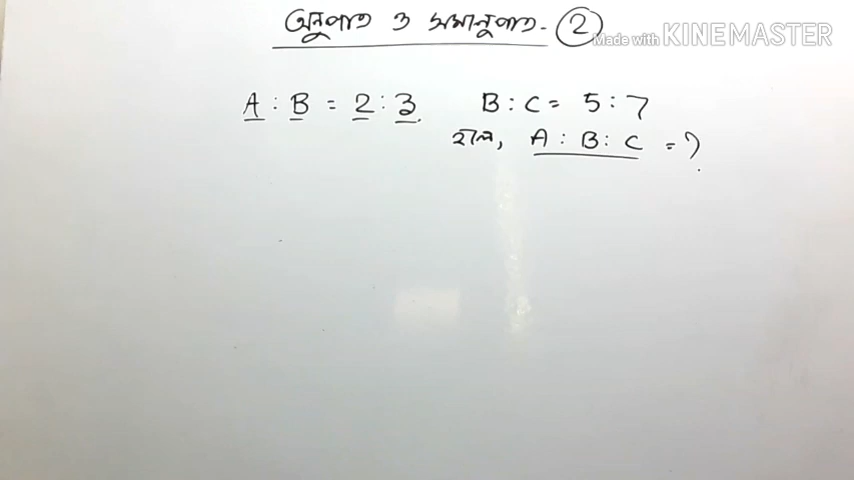 অনুপাত ও সমানুপাত - 2
Made with KINEMASTER
A : B = 2 : 3 B : C = 5 : 7
হলে, A : B : C = ?